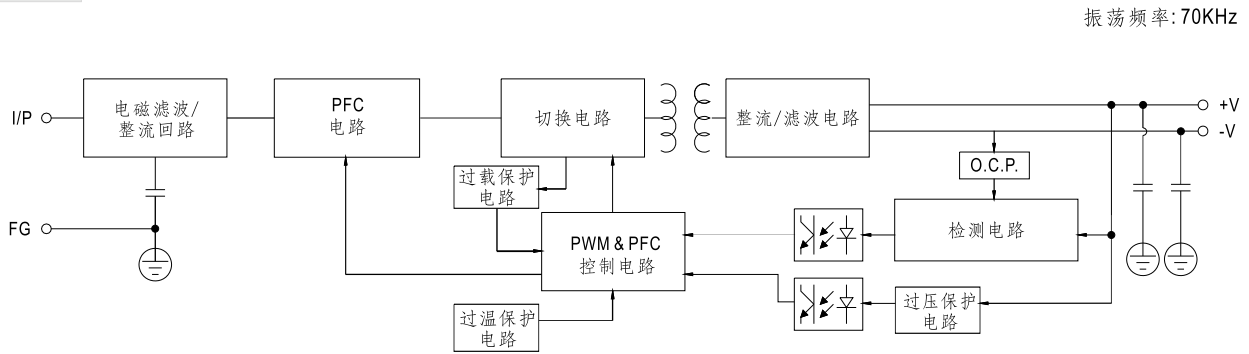 振荡频率: 70KHz
I/P
电磁滤波/
整流回路
PFC
电路
切换电路
整流/滤波电路
+V
-V
O.C.P.
过载保护
电路
FG
PWM & PFC
控制电路
检测电路
过温保护
电路
过压保护
电路